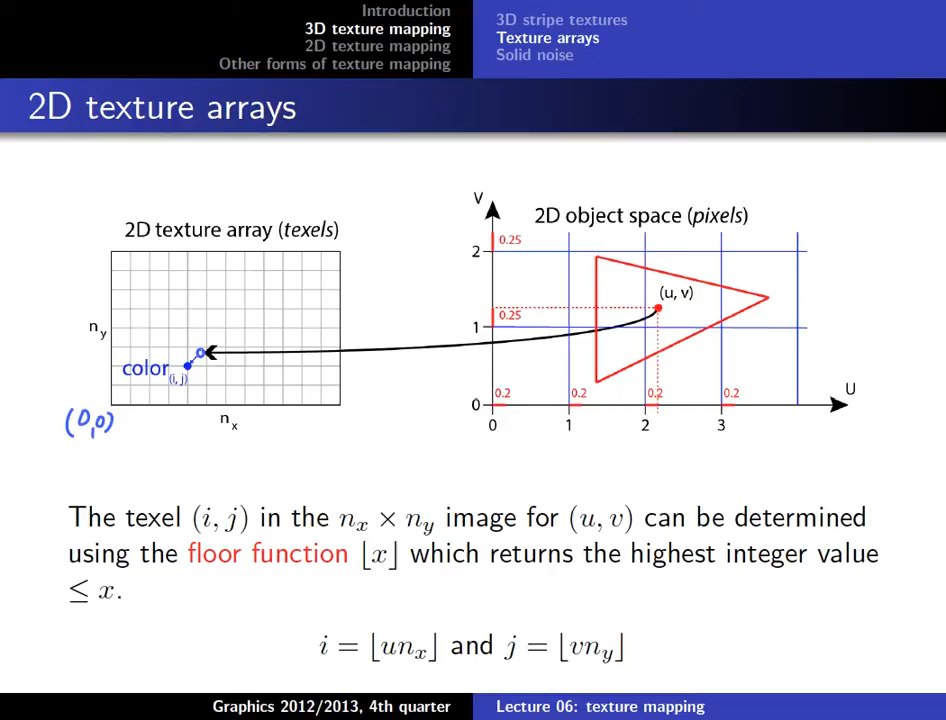 Introduction
3D texture mapping
2D texture mapping
Other forms of texture mapping
3D stripe textures
Texture arrays
Solid noise
2D texture arrays
2D texture array (texels)
n_y
color_(i, j)
(0,0)
n_x
V
2D object space (pixels)
2
0.25
(u, v)
0.25
1
0.2 0.2 0.2 0.2
U
0
0 1 2 3
The texel (i, j) in the n_x × n_y image for (u, v) can be determined
using the floor function ⌊x⌋ which returns the highest integer value
≤ x.
i = ⌊un_x⌋ and j = ⌊vn_y⌋
Graphics 2012/2013, 4th quarter
Lecture 06: texture mapping